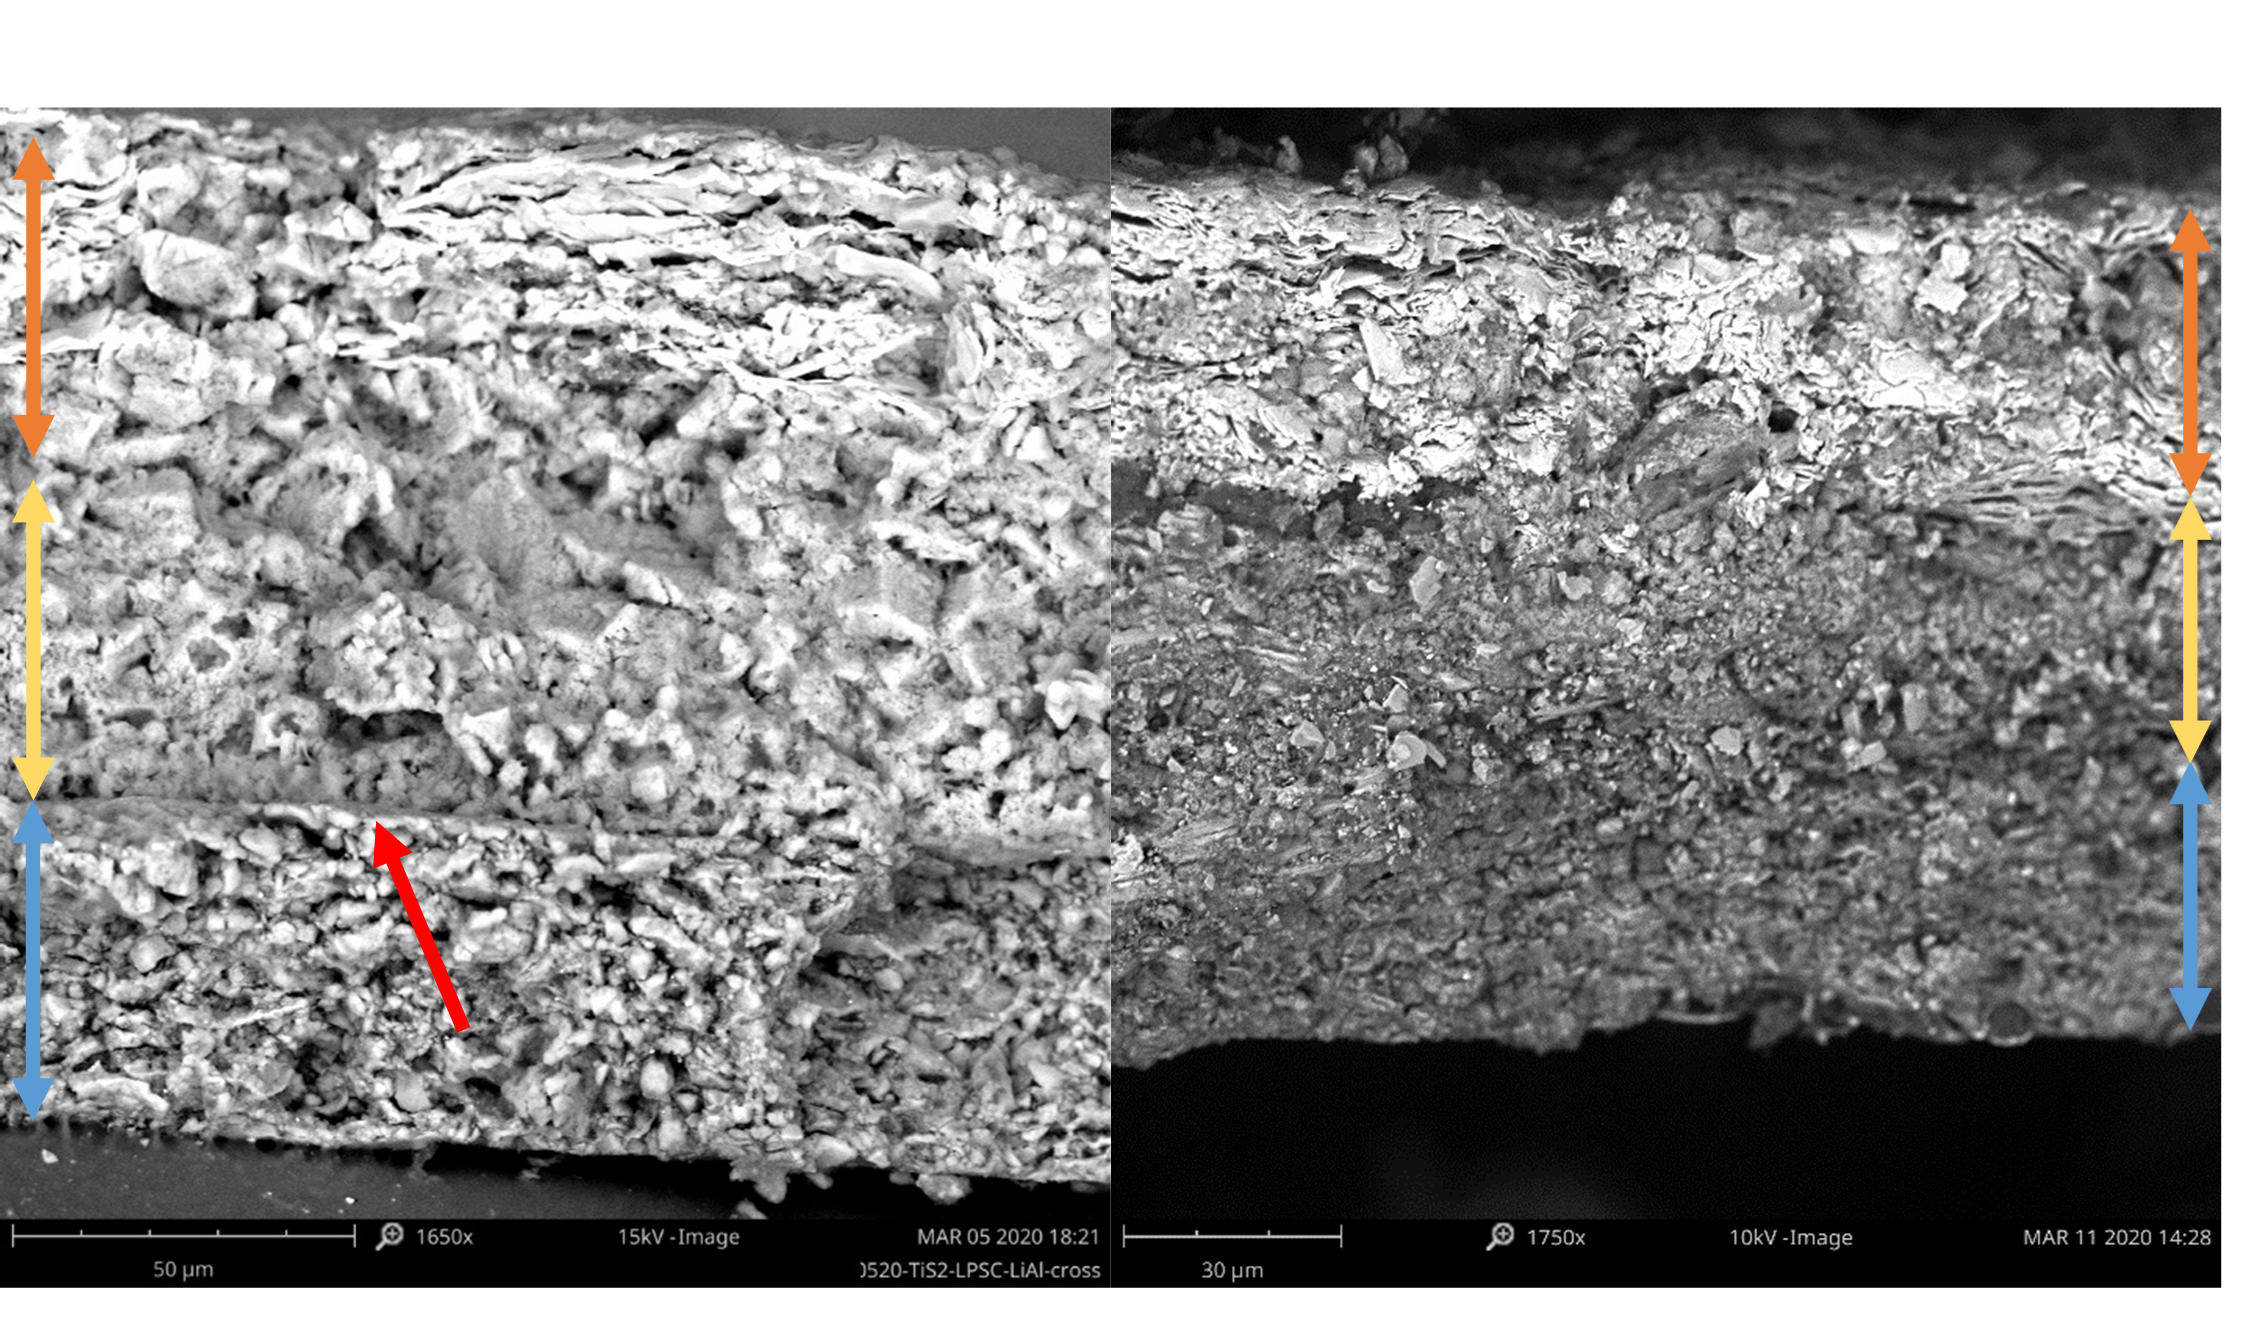 1650x 15kV -Image MAR 05 2020 18:21
50 µm 0520-TiS2-LPSC-LiAl-cross
1750x 10kV -Image MAR 11 2020 14:28
30 µm